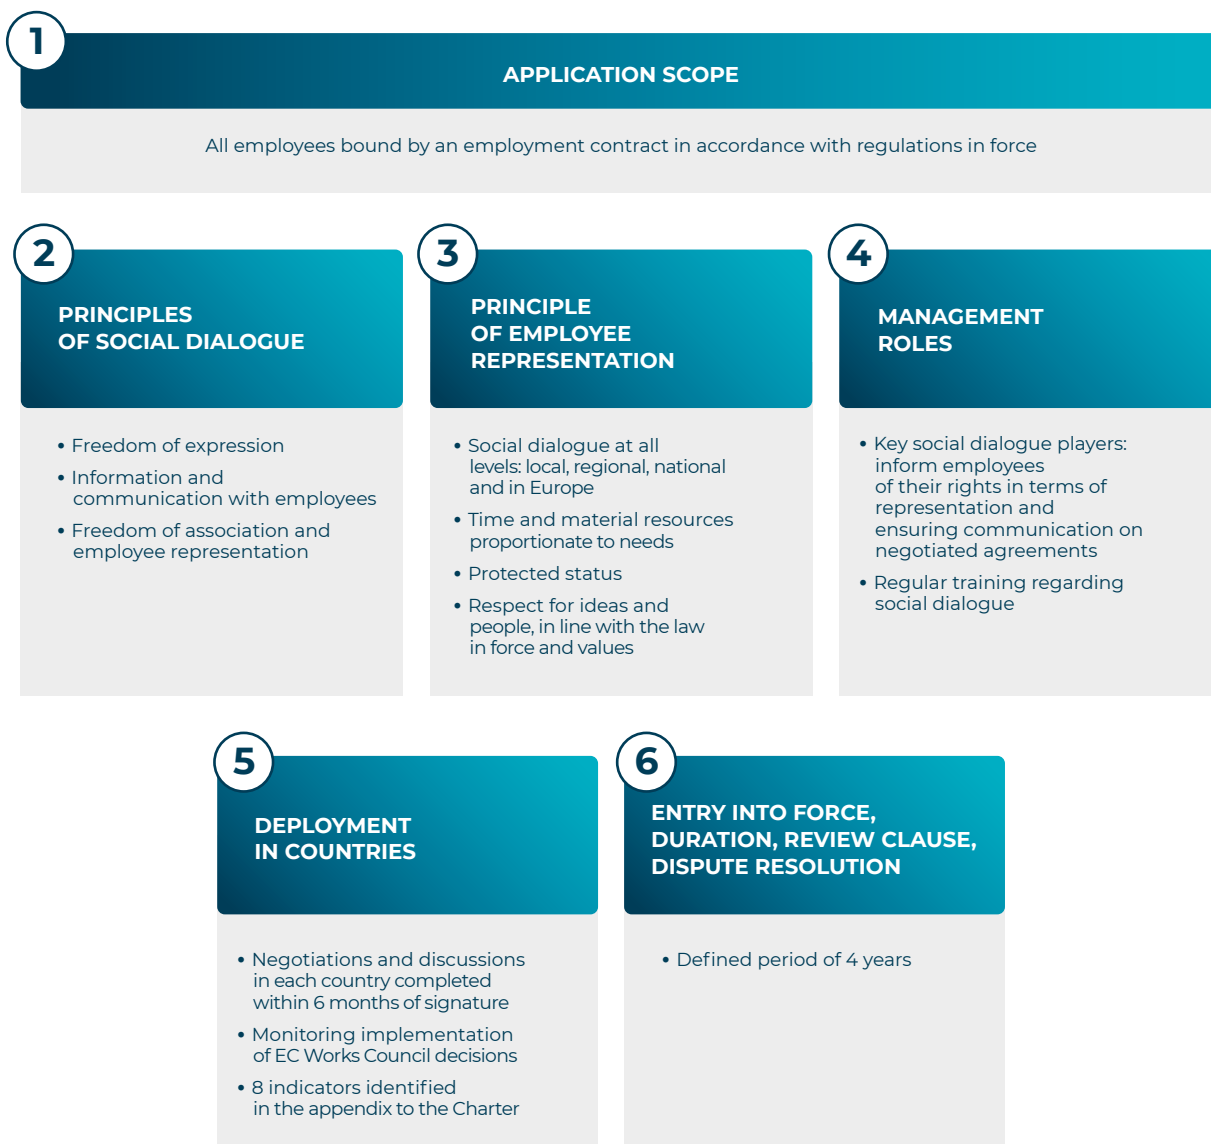 1
APPLICATION SCOPE
All employees bound by an employment contract in accordance with regulations in force
2
PRINCIPLES
OF SOCIAL DIALOGUE
• Freedom of expression
• Information and
communication with employees
• Freedom of association and
employee representation
3
PRINCIPLE
OF EMPLOYEE
REPRESENTATION
• Social dialogue at all
levels: local, regional, national
and in Europe
• Time and material resources
proportionate to needs
• Protected status
• Respect for ideas and
people, in line with the law
in force and values
4
MANAGEMENT
ROLES
• Key social dialogue players:
inform employees
of their rights in terms of
representation and
ensuring communication on
negotiated agreements
• Regular training regarding
social dialogue
5
DEPLOYMENT
IN COUNTRIES
• Negotiations and discussions
in each country completed
within 6 months of signature
• Monitoring implementation
of EC Works Council decisions
• 8 indicators identified
in the appendix to the Charter
6
ENTRY INTO FORCE,
DURATION, REVIEW CLAUSE,
DISPUTE RESOLUTION
• Defined period of 4 years